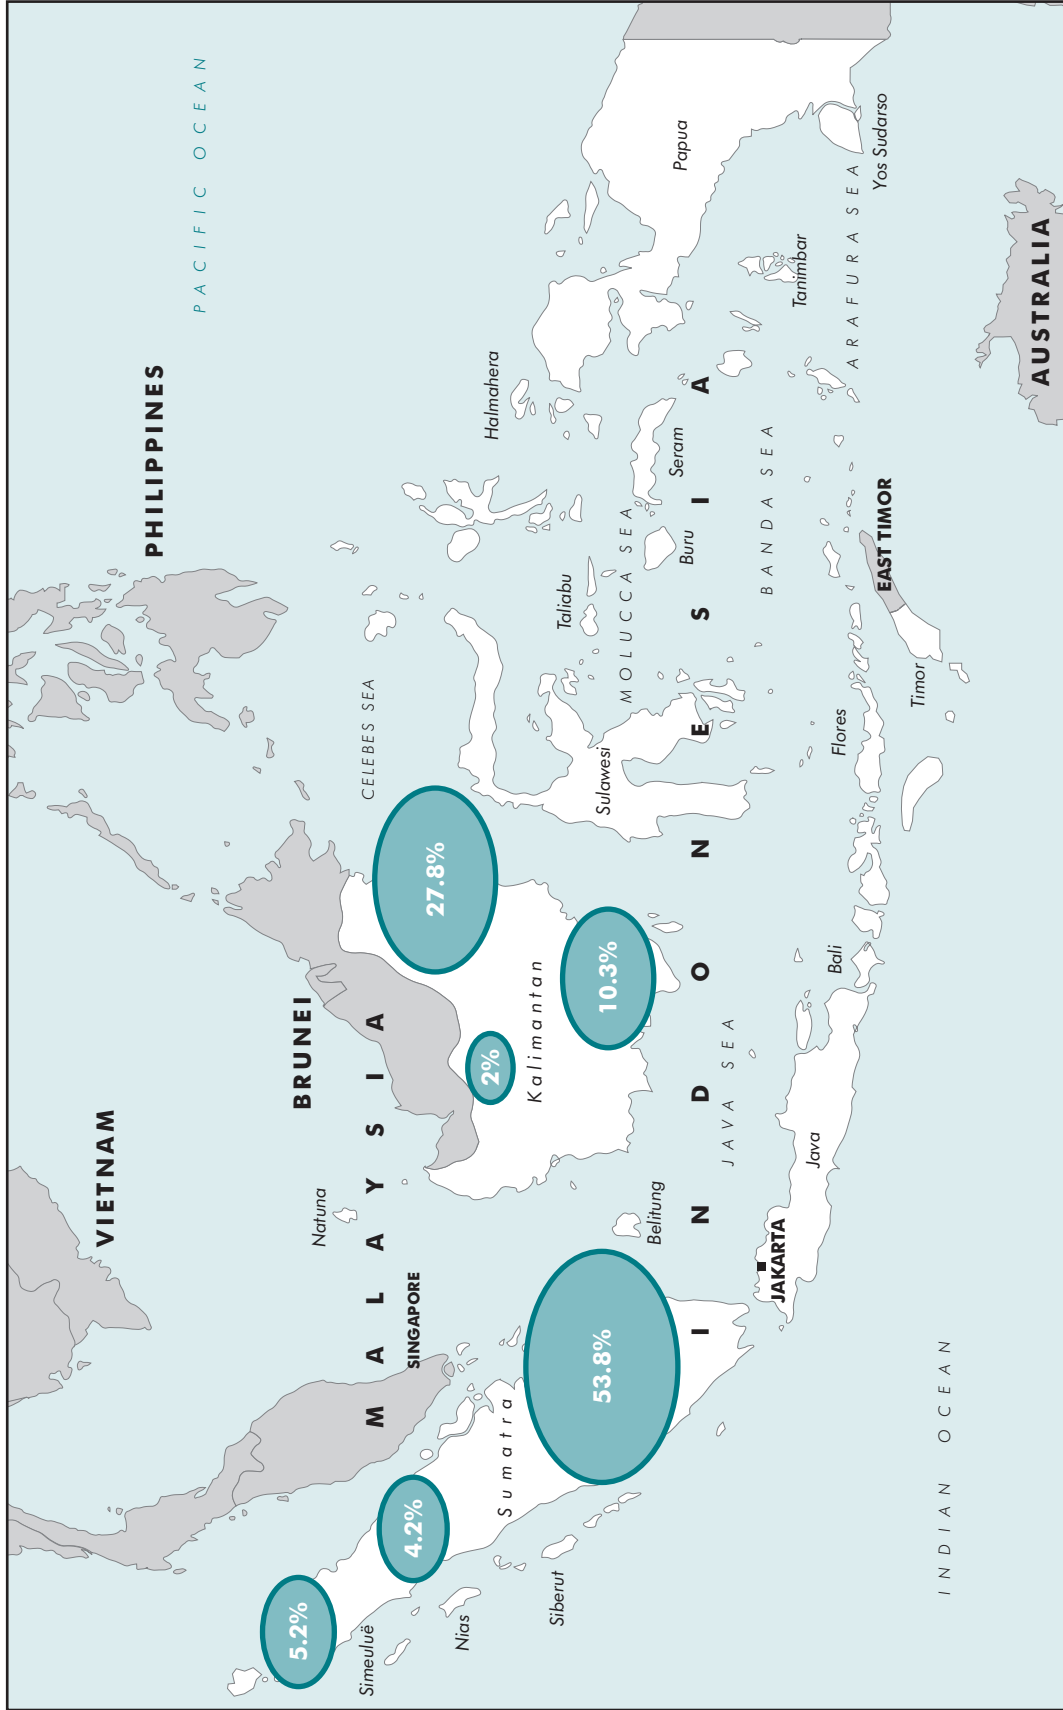 PACIFIC OCEAN
PHILIPPINES
VIETNAM
BRUNEI
CELEBES SEA
MALAYSIA
Natuna
SINGAPORE
Halmahera
5.2%
4.2%
53.8%
2%
27.8%
10.3%
Simeuluë
Nias
Siberut
Sumatra
Kalimantan
Belitung
Sulawesi
Taliabu
MOLUCCA SEA
Buru
Seram
Papua
INDONESIA
JAVA SEA
BANDA SEA
JAKARTA
Java
Bali
Flores
Timor
EAST TIMOR
Tanimbar
ARAFURA SEA
Yos Sudarso
INDIAN OCEAN
AUSTRALIA